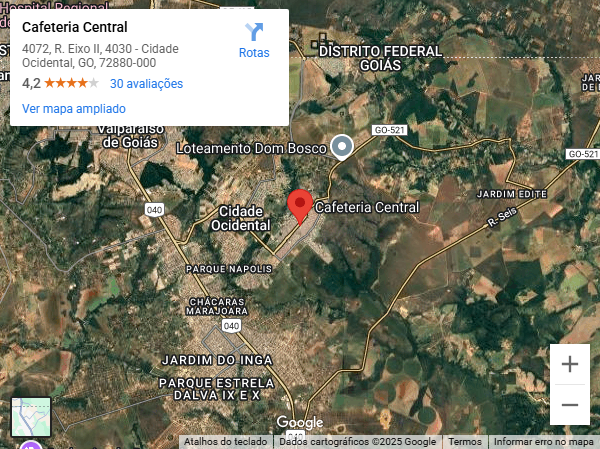 Hospital Regional
Cafeteria Central
4072, R. Eixo II, 4030 - Cidade
Ocidental, GO, 72880-000
Rotas
4,2
30 avaliações
Ver mapa ampliado
DISTRITO FEDERAL
GOIÁS
Valparaíso
de Goiás
GO-521
Loteamento Dom Bosco
GO-521
JARDIM EDITE
040
Cidade
Ocidental
Cafeteria Central
R-Seis
PARQUE NAPOLIS
CHÁCARAS
MARAJOARA
040
JARDIM DO INGA
PARQUE ESTRELA
DALVA IX E X
Google
040
Atalhos do teclado
Dados cartográficos ©2025 Google
Termos
Informar erro no mapa